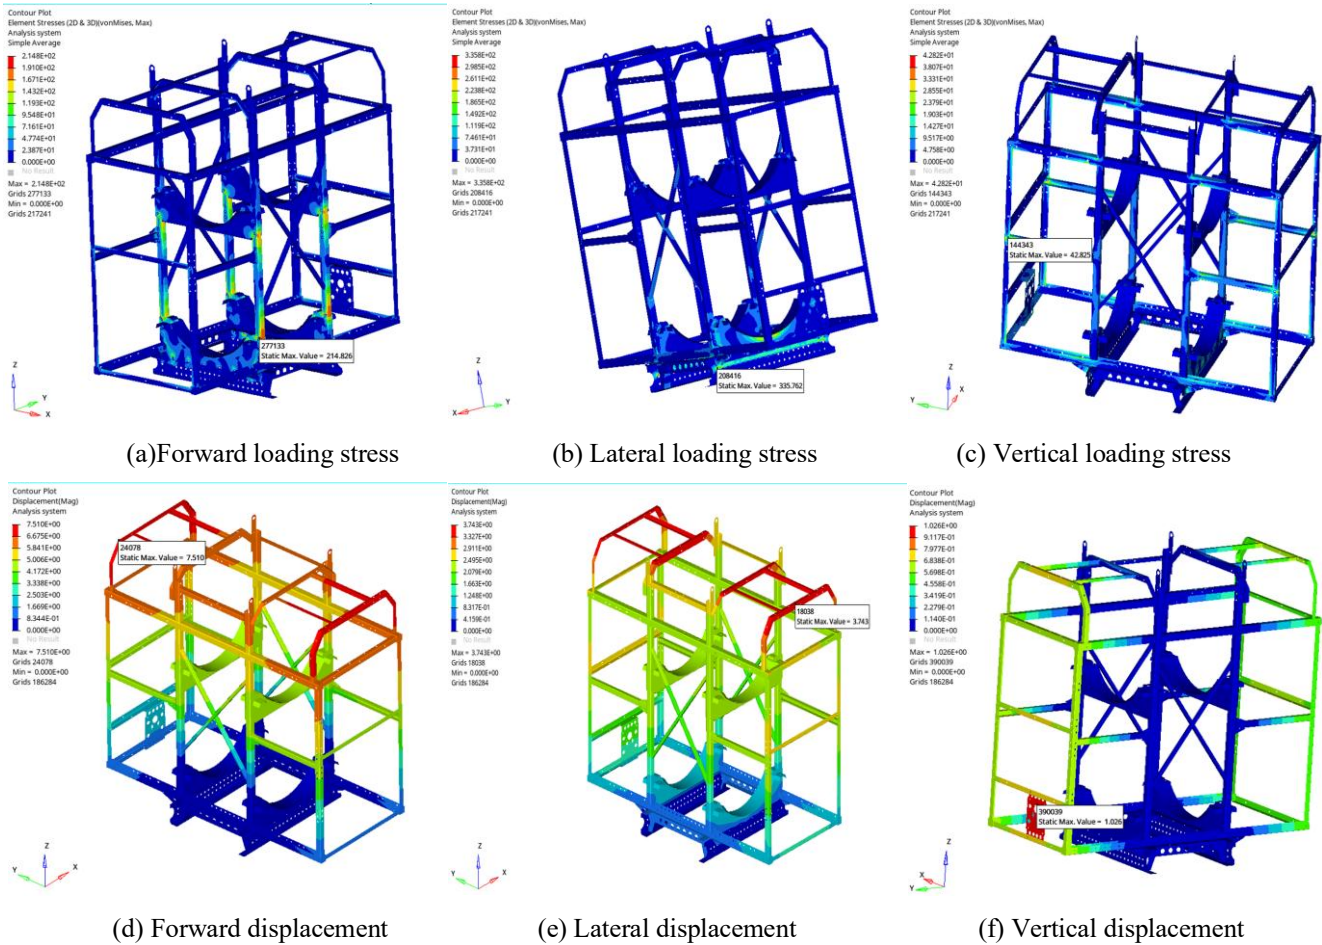 Contour Plot
Element Stresses (2D & 3D)(vonMises, Max)
Analysis system
Simple Average
2.148E+02
1.910E+02
1.671E+02
1.432E+02
1.193E+02
9.548E+01
7.161E+01
4.774E+01
2.387E+01
0.000E+00
No Result
Max = 2.148E+02
Grids 277133
Min = 0.000E+00
Grids 217241
277133
Static Max. Value = 214.826
Z
Y
X
(a)Forward loading stress
Contour Plot
Element Stresses (2D & 3D)(vonMises, Max)
Analysis system
Simple Average
3.358E+02
2.985E+02
2.611E+02
2.238E+02
1.865E+02
1.492E+02
1.119E+02
7.461E+01
3.731E+01
0.000E+00
No Result
Max = 3.358E+02
Grids 208416
Min = 0.000E+00
Grids 217241
208416
Static Max. Value = 335.762
Z
X
Y
(b) Lateral loading stress
Contour Plot
Element Stresses (2D & 3D)(vonMises, Max)
Analysis system
Simple Average
4.282E+01
3.807E+01
3.331E+01
2.855E+01
2.379E+01
1.903E+01
1.427E+01
9.517E+00
4.758E+00
0.000E+00
No Result
Max = 4.282E+01
Grids 144343
Min = 0.000E+00
Grids 217241
144343
Static Max. Value = 42.825
Z
X
Y
(c) Vertical loading stress
Contour Plot
Displacement(Mag)
Analysis system
7.510E+00
6.675E+00
5.841E+00
5.006E+00
4.172E+00
3.338E+00
2.503E+00
1.669E+00
8.344E-01
0.000E+00
No Result
Max = 7.510E+00
Grids 24078
Min = 0.000E+00
Grids 186284
24078
Static Max. Value = 7.510
Z
Y
X
(d) Forward displacement
Contour Plot
Displacement(Mag)
Analysis system
3.743E+00
3.327E+00
2.911E+00
2.495E+00
2.079E+00
1.663E+00
1.248E+00
8.317E-01
4.159E-01
0.000E+00
No Result
Max = 3.743E+00
Grids 18038
Min = 0.000E+00
Grids 186284
18038
Static Max. Value = 3.743
Z
Y
X
(e) Lateral displacement
Contour Plot
Displacement(Mag)
Analysis system
1.026E+00
9.117E-01
7.977E-01
6.838E-01
5.698E-01
4.558E-01
3.419E-01
2.279E-01
1.140E-01
0.000E+00
No Result
Max = 1.026E+00
Grids 390039
Min = 0.000E+00
Grids 186284
390039
Static Max. Value = 1.026
Z
X
Y
(f) Vertical displacement